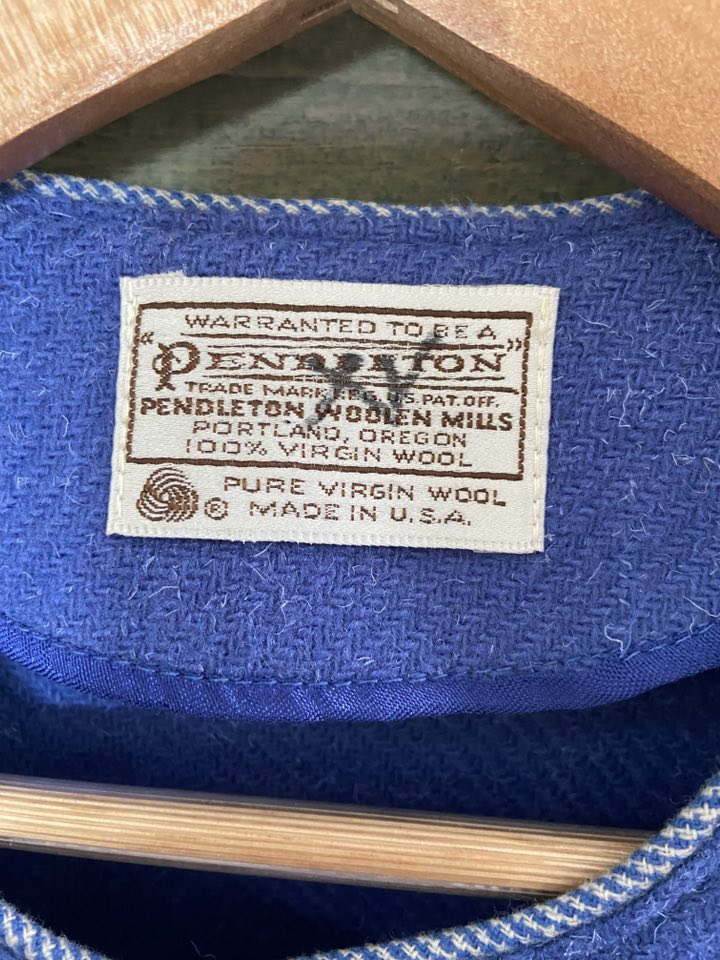 WARRANTED TO BE A
"PENDLETON"
TRADE MARK REG. U.S. PAT. OFF.
PENDLETON WOOLEN MILLS
PORTLAND, OREGON
100% VIRGIN WOOL
PURE VIRGIN WOOL
® MADE IN U.S.A.